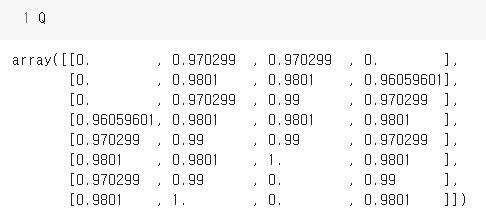 1 Q
array([[0.        , 0.970299  , 0.970299  , 0.        ],
       [0.        , 0.9801    , 0.9801    , 0.96059601],
       [0.        , 0.970299  , 0.99      , 0.970299  ],
       [0.96059601, 0.9801    , 0.9801    , 0.9801    ],
       [0.970299  , 0.99      , 0.99      , 0.970299  ],
       [0.9801    , 0.9801    , 1.        , 0.9801    ],
       [0.970299  , 0.99      , 0.        , 0.99      ],
       [0.9801    , 1.        , 0.        , 0.9801    ]])